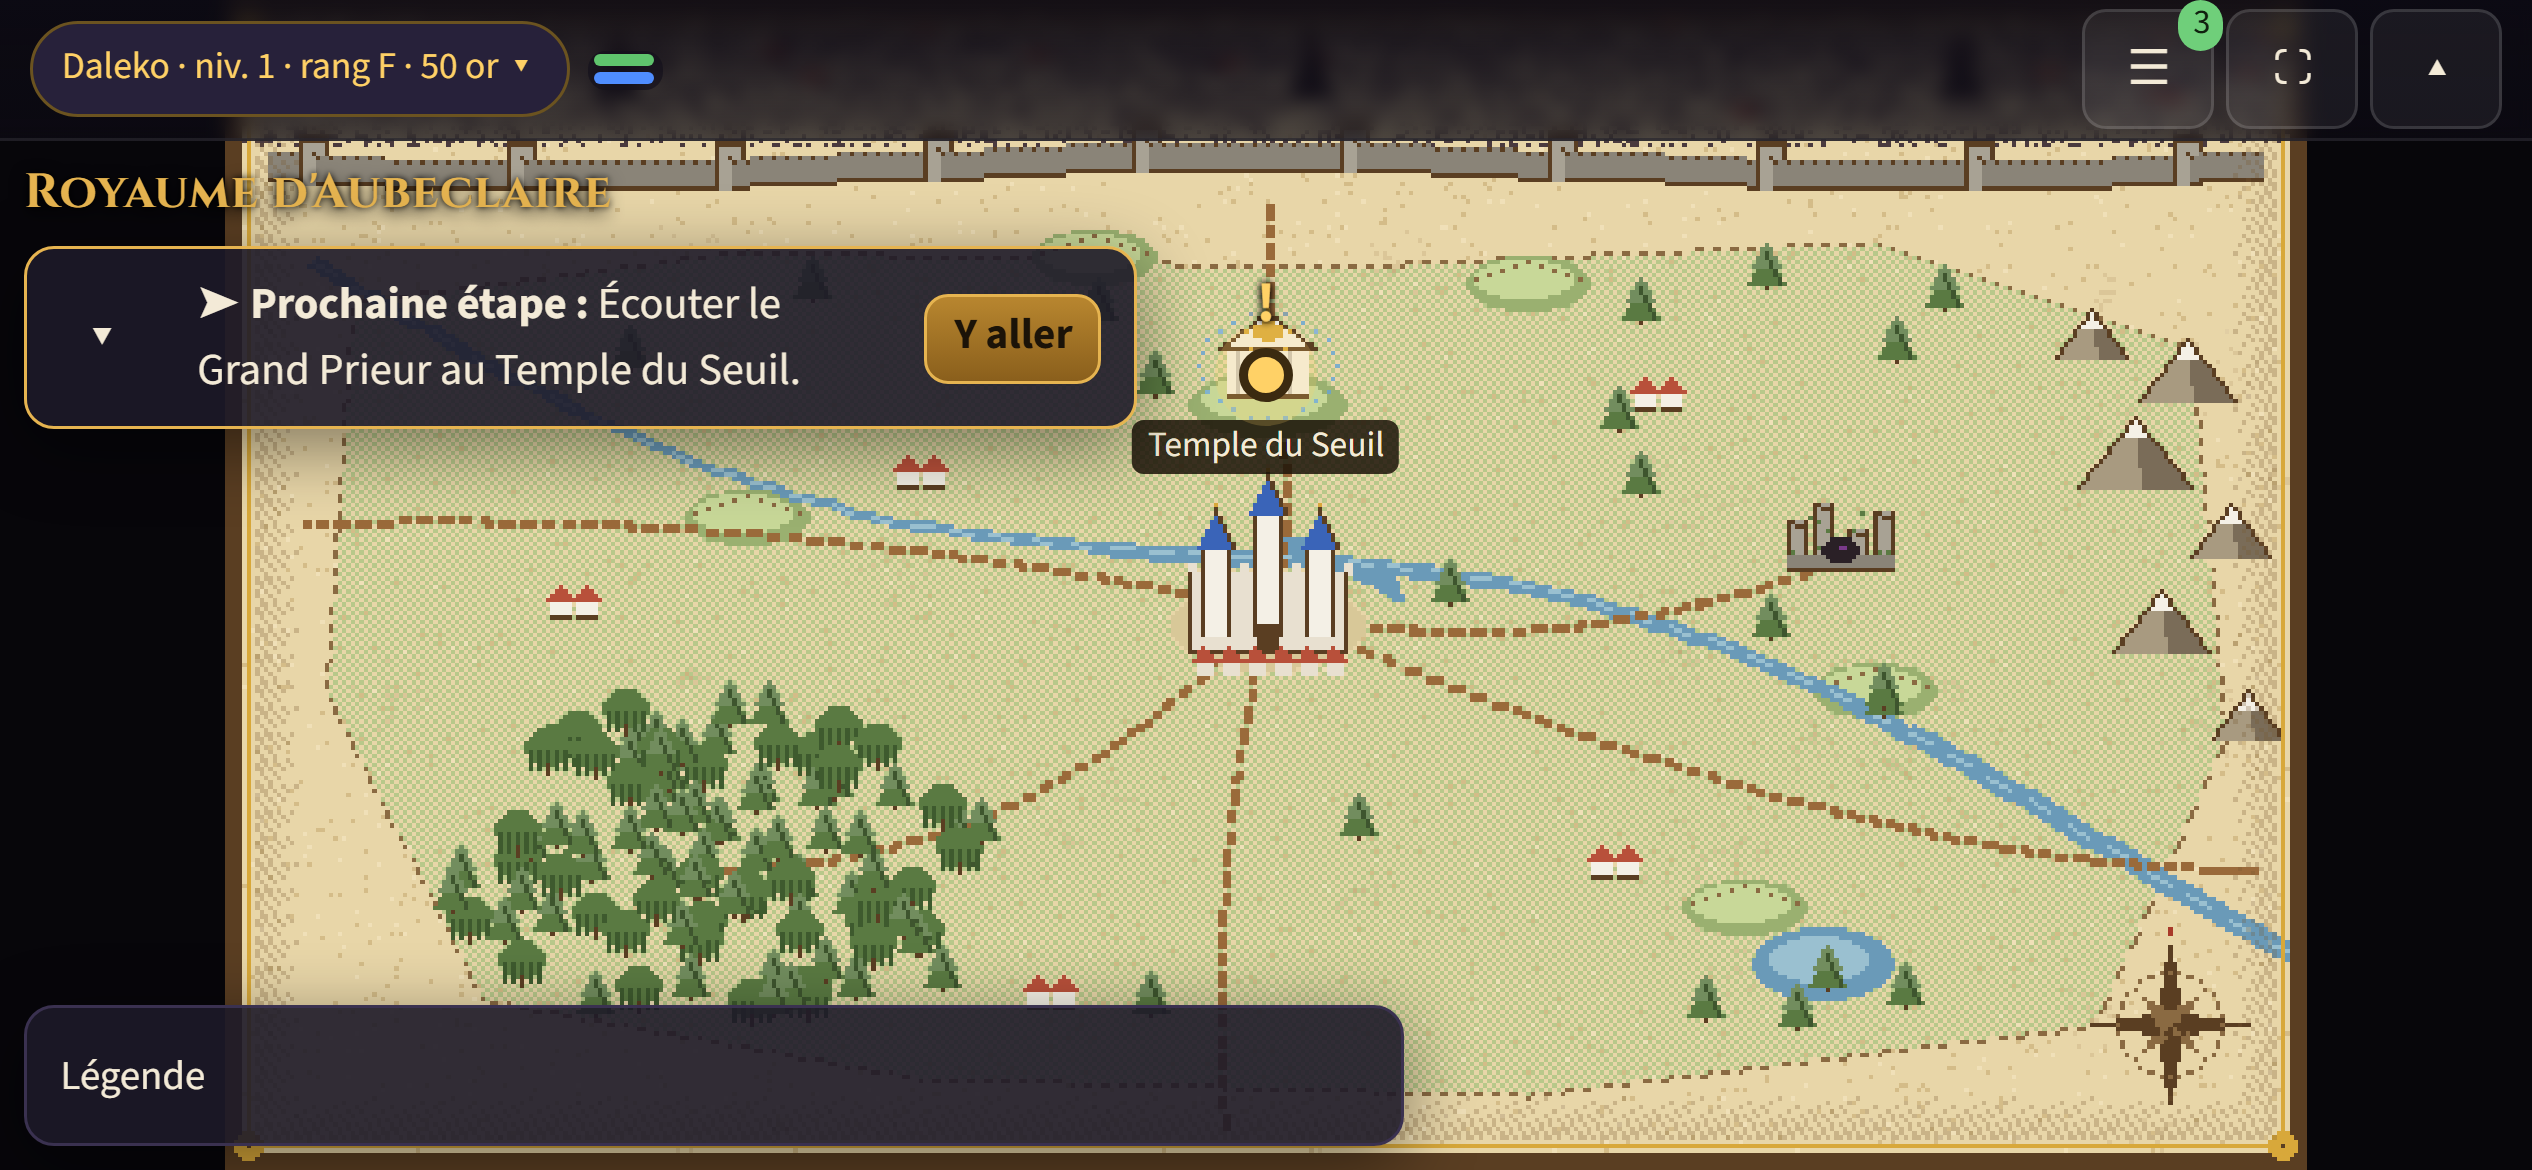 Daleko · niv. 1 · rang F · 50 or ▼
3
ROYAUME D'AUBECLAIRE
➤ Prochaine étape : Écouter le
Grand Prieur au Temple du Seuil.
Y aller
!
Temple du Seuil
Légende